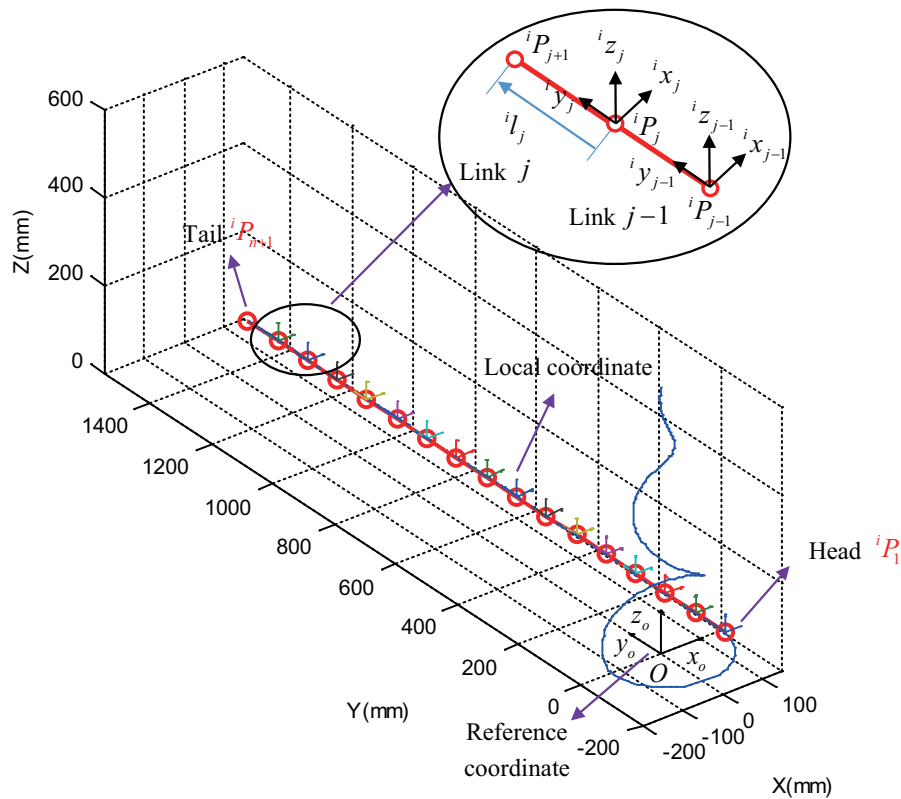 600
400
200
0
Z(mm)
ⁱP_{j+1}
ⁱz_j
ⁱx_j
ⁱy_j
ⁱP_j
ⁱz_{j-1}
ⁱx_{j-1}
ⁱl_j
ⁱy_{j-1}
Link j
ⁱP_{j-1}
Link j−1
Tail ⁱP_{n+1}
Local coordinate
Head ⁱP_1
z_o
y_o
x_o
O
1400
1200
1000
800
600
400
200
0
-200
Y(mm)
Reference
coordinate
-200
-100
0
100
X(mm)